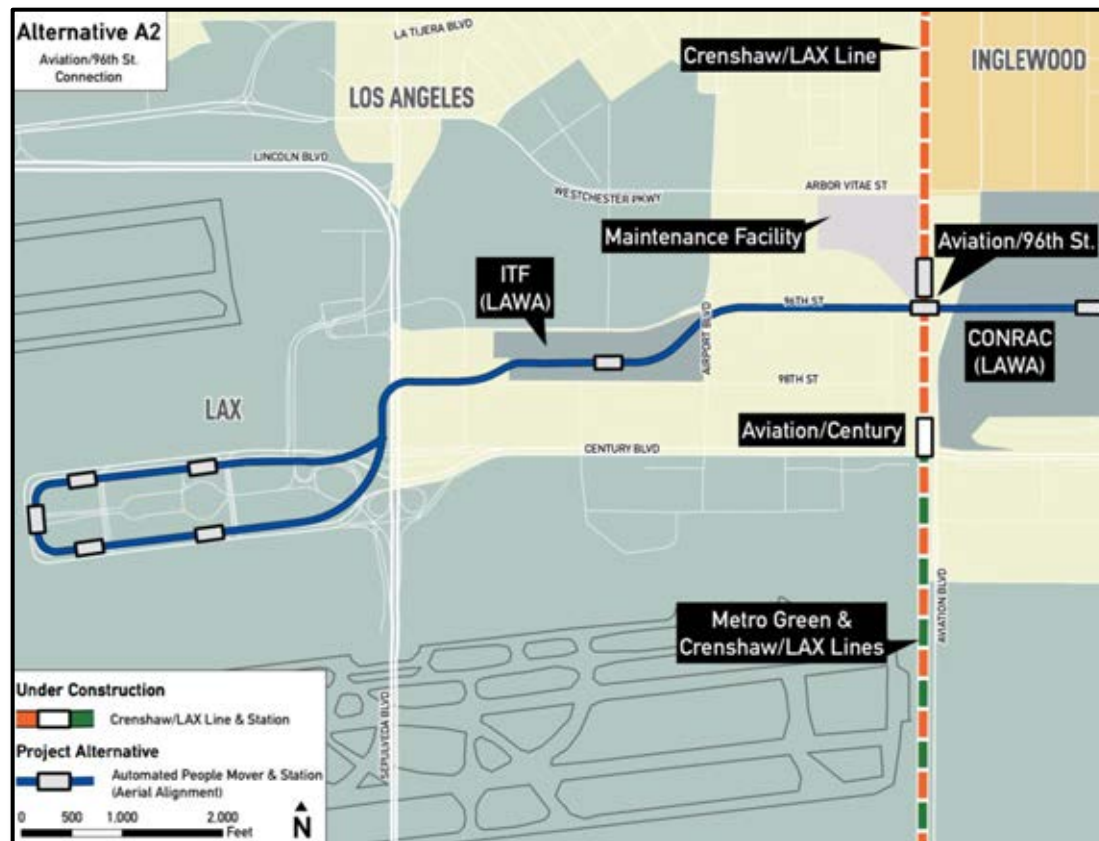 Alternative A2
Aviation/96th St.
Connection
LA TIJERA BLVD
Crenshaw/LAX Line
INGLEWOOD
LOS ANGELES
LINCOLN BLVD
WESTCHESTER PKWY
ARBOR VITAE ST
Maintenance Facility
Aviation/96th St.
ITF
(LAWA)
AIRPORT BLVD
96TH ST
CONRAC
(LAWA)
98TH ST
LAX
Aviation/Century
CENTURY BLVD
Metro Green &
Crenshaw/LAX Lines
AVIATION BLVD
SEPULVEDA BLVD
Under Construction
Crenshaw/LAX Line & Station
Project Alternative
Automated People Mover & Station
(Aerial Alignment)
0 500 1.000 2.000
Feet
N